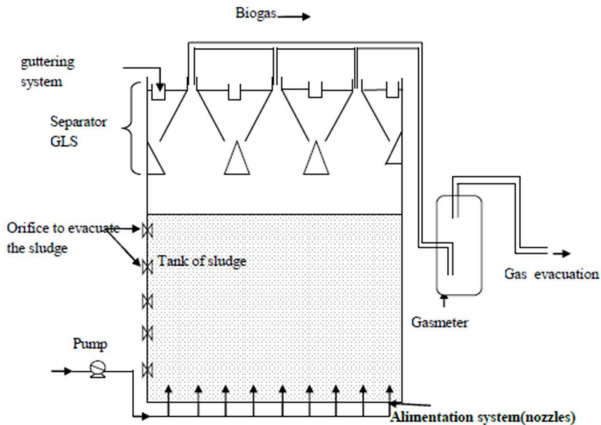 Biogas
guttering
system
Separator
GLS
Orifice to evacuate
the sludge
Tank of sludge
Gas evacuation
Gasmeter
Pump
Alimentation system(nozzles)